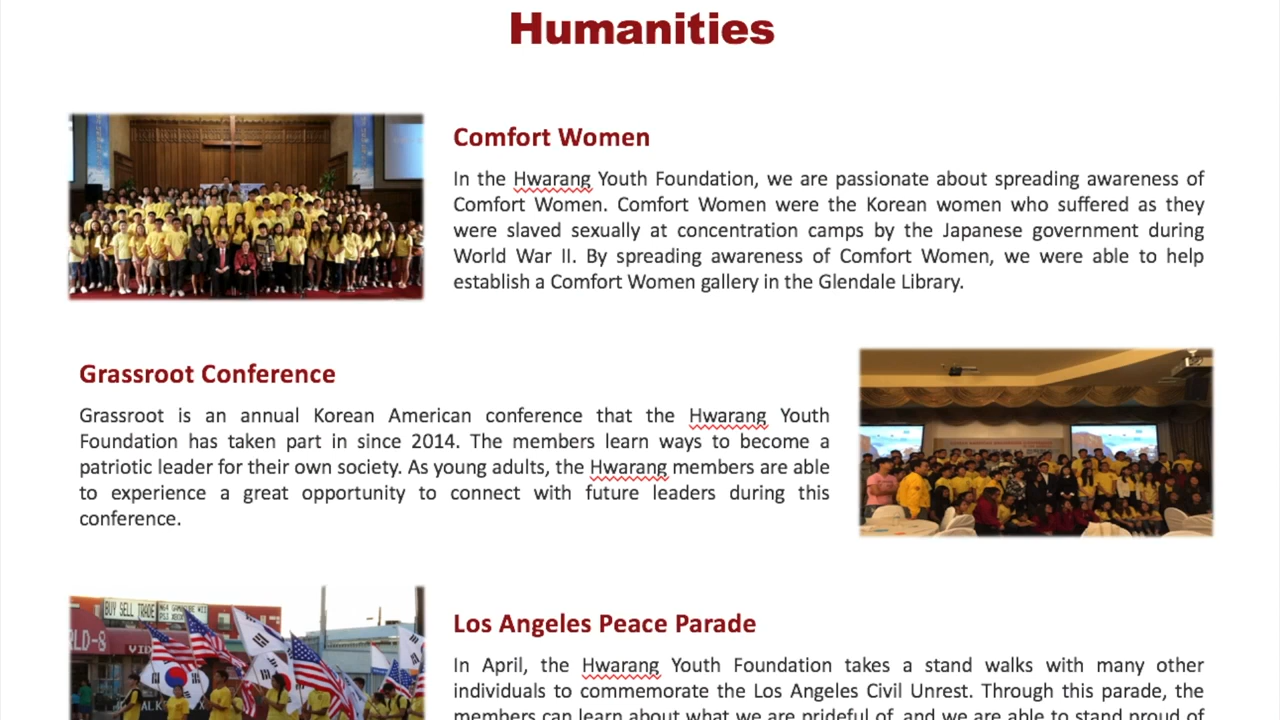 Humanities
Comfort Women
In the Hwarang Youth Foundation, we are passionate about spreading awareness of
Comfort Women. Comfort Women were the Korean women who suffered as they
were slaved sexually at concentration camps by the Japanese government during
World War II. By spreading awareness of Comfort Women, we were able to help
establish a Comfort Women gallery in the Glendale Library.
Grassroot Conference
Grassroot is an annual Korean American conference that the Hwarang Youth
Foundation has taken part in since 2014. The members learn ways to become a
patriotic leader for their own society. As young adults, the Hwarang members are able
to experience a great opportunity to connect with future leaders during this
conference.
BUY SELL TRADE
RLD-8
Los Angeles Peace Parade
In April, the Hwarang Youth Foundation takes a stand walks with many other
individuals to commemorate the Los Angeles Civil Unrest. Through this parade, the
members can learn about what we are prideful of, and we are able to stand proud of